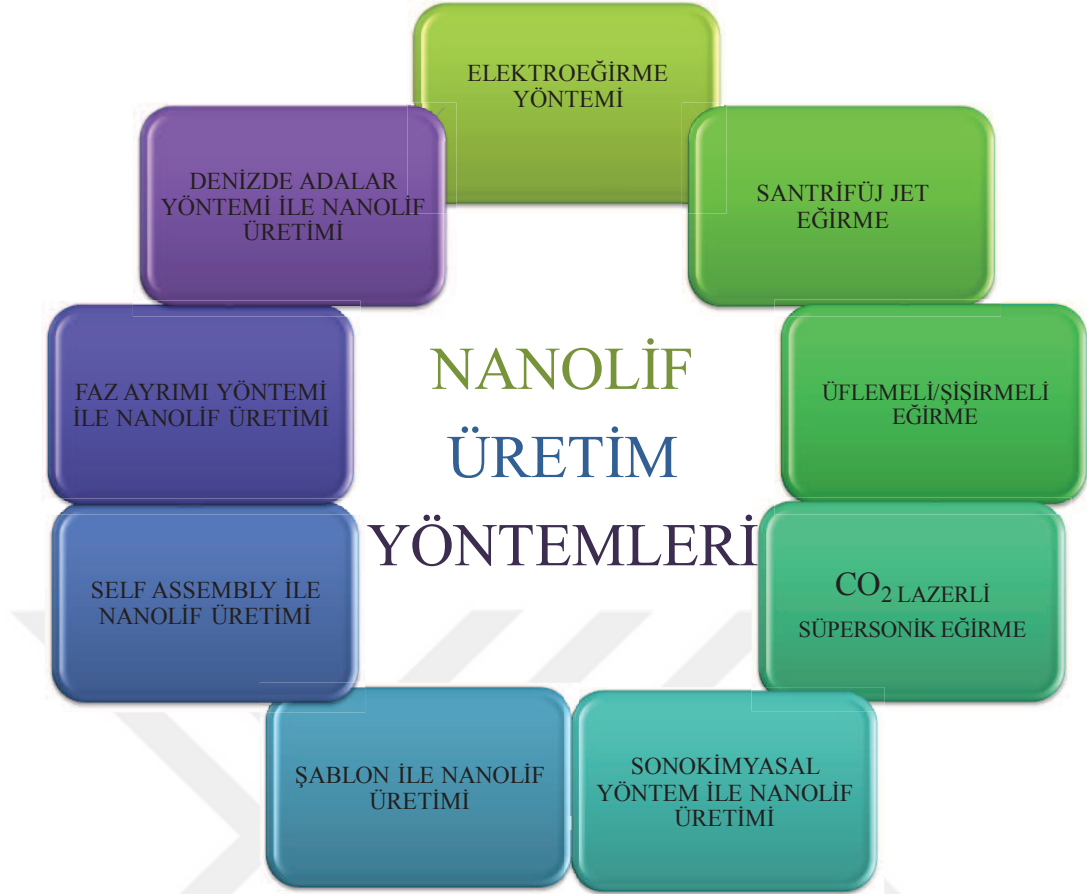 ELEKTROEĞİRME
YÖNTEMİ
SANTRİFÜJ JET
EĞİRME
ÜFLEMELİ/ŞİŞİRMELİ
EĞİRME
CO₂ LAZERLİ
SÜPERSONİK EĞİRME
SONOKİMYASAL
YÖNTEM İLE NANOLİF
ÜRETİMİ
ŞABLON İLE NANOLİF
ÜRETİMİ
SELF ASSEMBLY İLE
NANOLİF ÜRETİMİ
FAZ AYRIMI YÖNTEMİ
İLE NANOLİF ÜRETİMİ
DENİZDE ADALAR
YÖNTEMİ İLE NANOLİF
ÜRETİMİ
NANOLİF
ÜRETİM
YÖNTEMLERİ